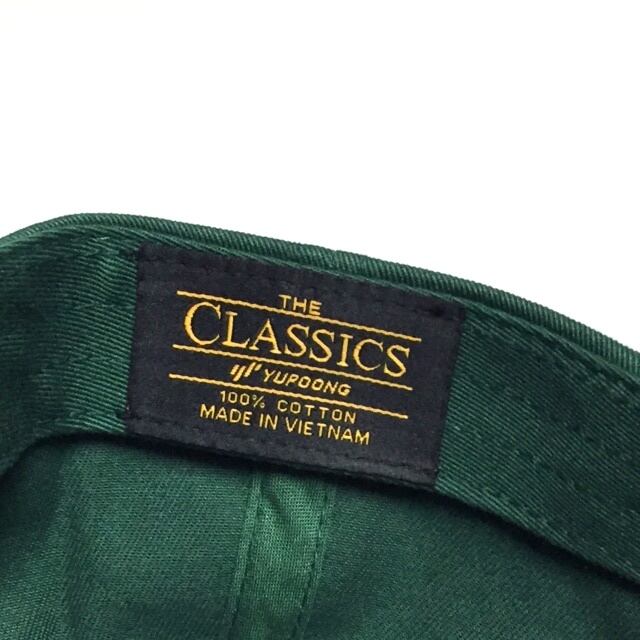 THE
CLASSICS
YUPOONG
100% COTTON
MADE IN VIETNAM